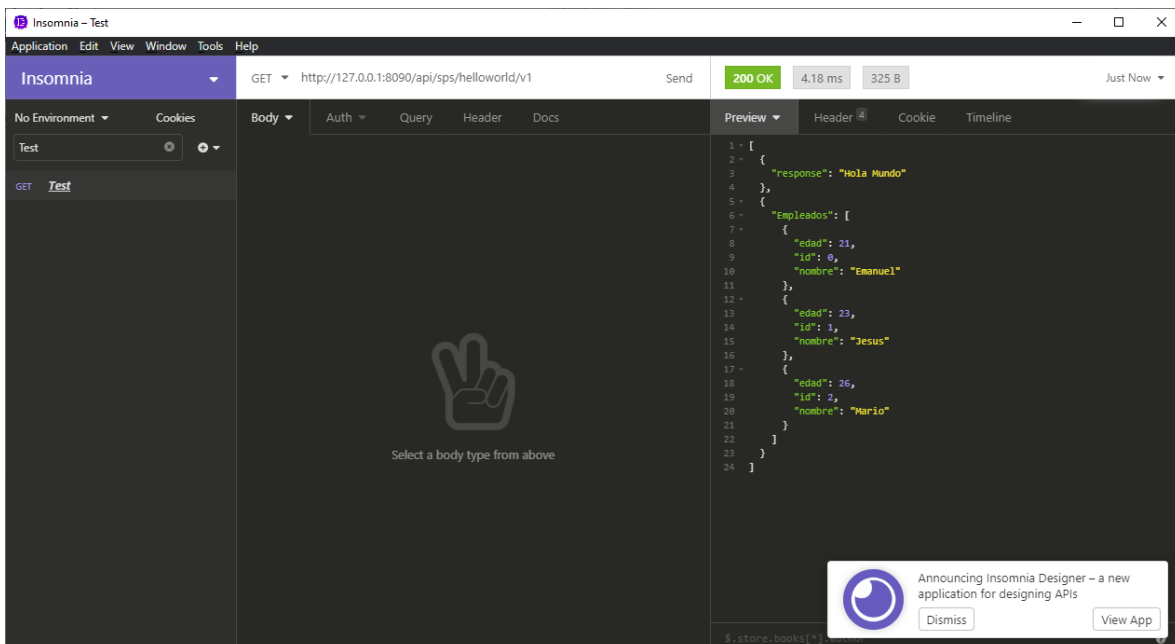 Insomnia – Test
Application Edit View Window Tools Help
Insomnia
GET http://127.0.0.1:8090/api/sps/helloworld/v1 Send
200 OK 4.18 ms 325 B Just Now
No Environment Cookies
Body Auth Query Header Docs
Preview Header 4 Cookie Timeline
Test
GET Test
1 [
2 {
3 "response": "Hola Mundo"
4 },
5 {
6 "Empleados": [
7 {
8 "edad": 21,
9 "id": 0,
10 "nombre": "Emanuel"
11 },
12 {
13 "edad": 23,
14 "id": 1,
15 "nombre": "Jesus"
16 },
17 {
18 "edad": 26,
19 "id": 2,
20 "nombre": "Mario"
21 }
22 ]
23 }
24 ]
Select a body type from above
Announcing Insomnia Designer – a new
application for designing APIs
Dismiss View App
$.store.books[*].author